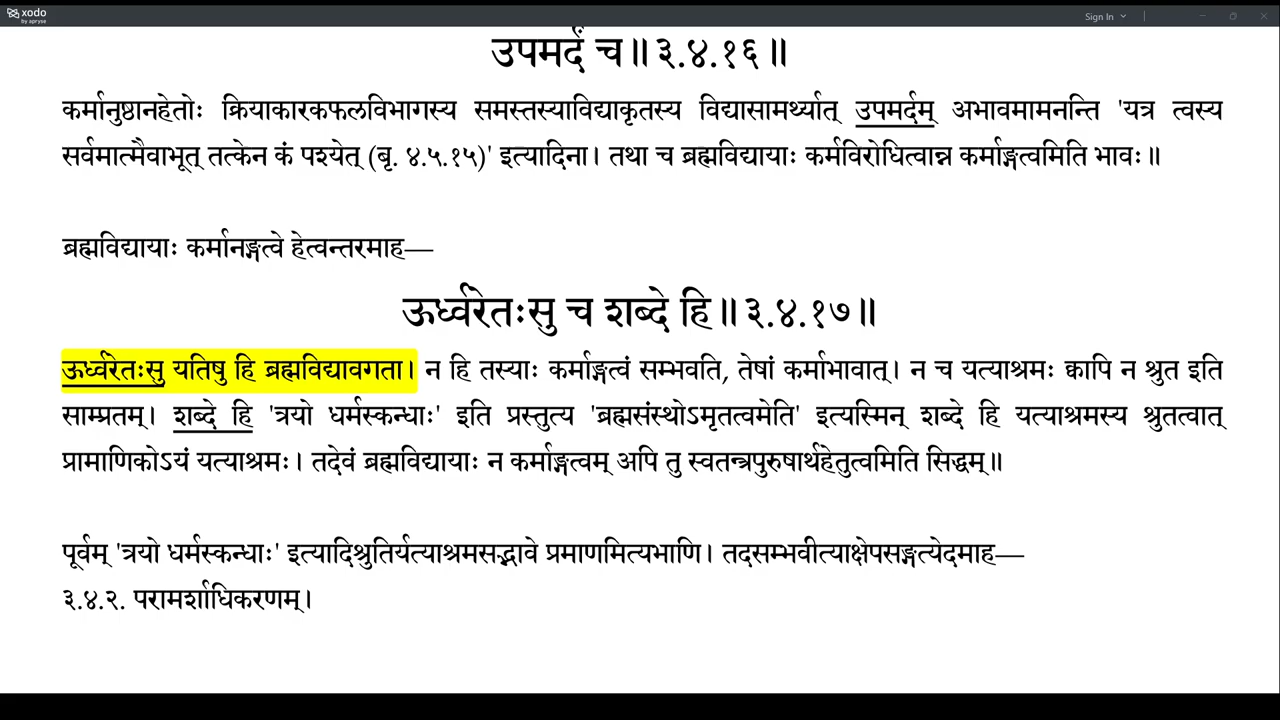 xodo
by apryse
Sign In
उपमर्दं च॥३.४.१६॥
कर्मानुष्ठानहेतोः क्रियाकारकफलविभागस्य समस्तस्याविद्याकृतस्य विद्यासामर्थ्यात् उपमर्दम् अभावमामनन्ति 'यत्र त्वस्य
सर्वमात्मैवाभूत् तत्केन कं पश्येत् (बृ. ४.५.१५)' इत्यादिना। तथा च ब्रह्मविद्यायाः कर्मविरोधित्वान्न कर्माङ्गत्वमिति भावः॥
ब्रह्मविद्यायाः कर्मानङ्गत्वे हेत्वन्तरमाह—
ऊर्ध्वरेतःसु च शब्दे हि॥३.४.१७॥
ऊर्ध्वरेतःसु यतिषु हि ब्रह्मविद्यावगता। न हि तस्याः कर्माङ्गत्वं सम्भवति, तेषां कर्माभावात्। न च यत्याश्रमः क्वापि न श्रुत इति
साम्प्रतम्। शब्दे हि 'त्रयो धर्मस्कन्धाः' इति प्रस्तुत्य 'ब्रह्मसंस्थोऽमृतत्वमेति' इत्यस्मिन् शब्दे हि यत्याश्रमस्य श्रुतत्वात्
प्रामाणिकोऽयं यत्याश्रमः। तदेवं ब्रह्मविद्यायाः न कर्माङ्गत्वम् अपि तु स्वतन्त्रपुरुषार्थहेतुत्वमिति सिद्धम्॥
पूर्वम् 'त्रयो धर्मस्कन्धाः' इत्यादिश्रुतिर्यत्याश्रमसद्भावे प्रमाणमित्यभाणि। तदसम्भवीत्याक्षेपसङ्गत्येदमाह—
३.४.२. परामर्शाधिकरणम्।